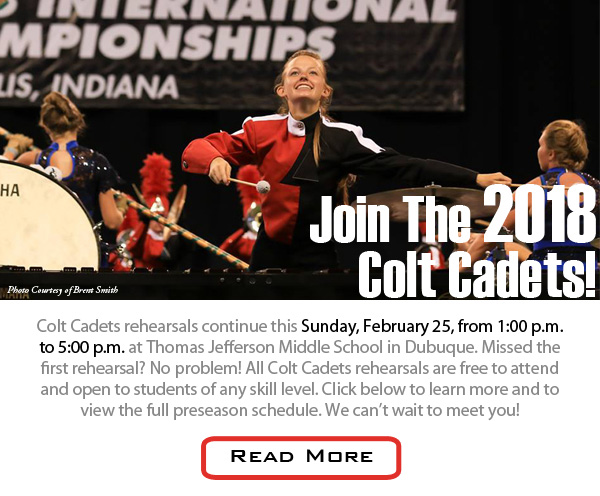 INTERNATIONAL
MPIONSHIPS
LIS, INDIANA
HA
Join The 2018
Colt Cadets!
Photo Courtesy of Brent Smith
Colt Cadets rehearsals continue this Sunday, February 25, from 1:00 p.m.
to 5:00 p.m. at Thomas Jefferson Middle School in Dubuque. Missed the
first rehearsal? No problem! All Colt Cadets rehearsals are free to attend
and open to students of any skill level. Click below to learn more and to
view the full preseason schedule. We can't wait to meet you!
Read More